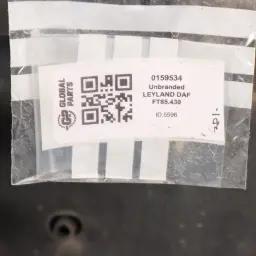 GLOBAL
PARTS
0159534
Unbranded
LEYLAND DAF
FT85.430
ID:5596